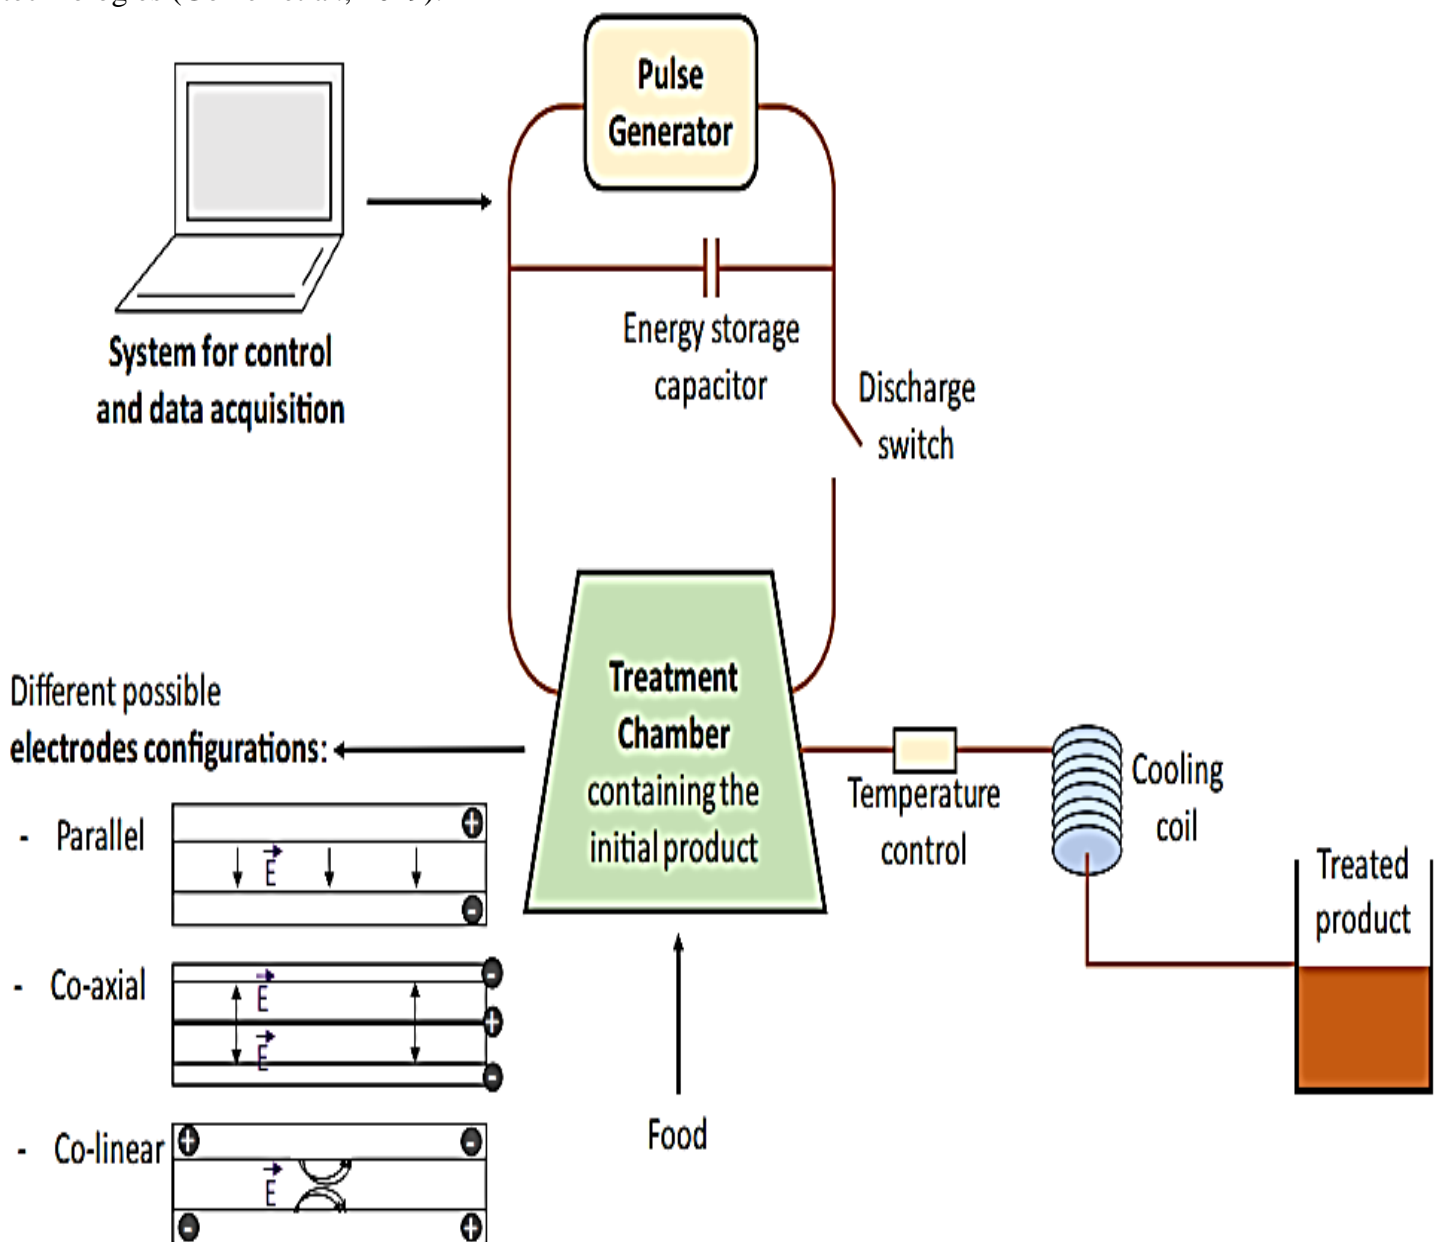 Pulse
Generator
Energy storage
capacitor
Discharge
switch
System for control
and data acquisition
Different possible
electrodes configurations:
Treatment
Chamber
containing the
initial product
Temperature
control
Cooling
coil
Treated
product
- Parallel
+
E
-
- Co-axial
-
E
+
E
-
- Co-linear
+ -
E
- +
Food